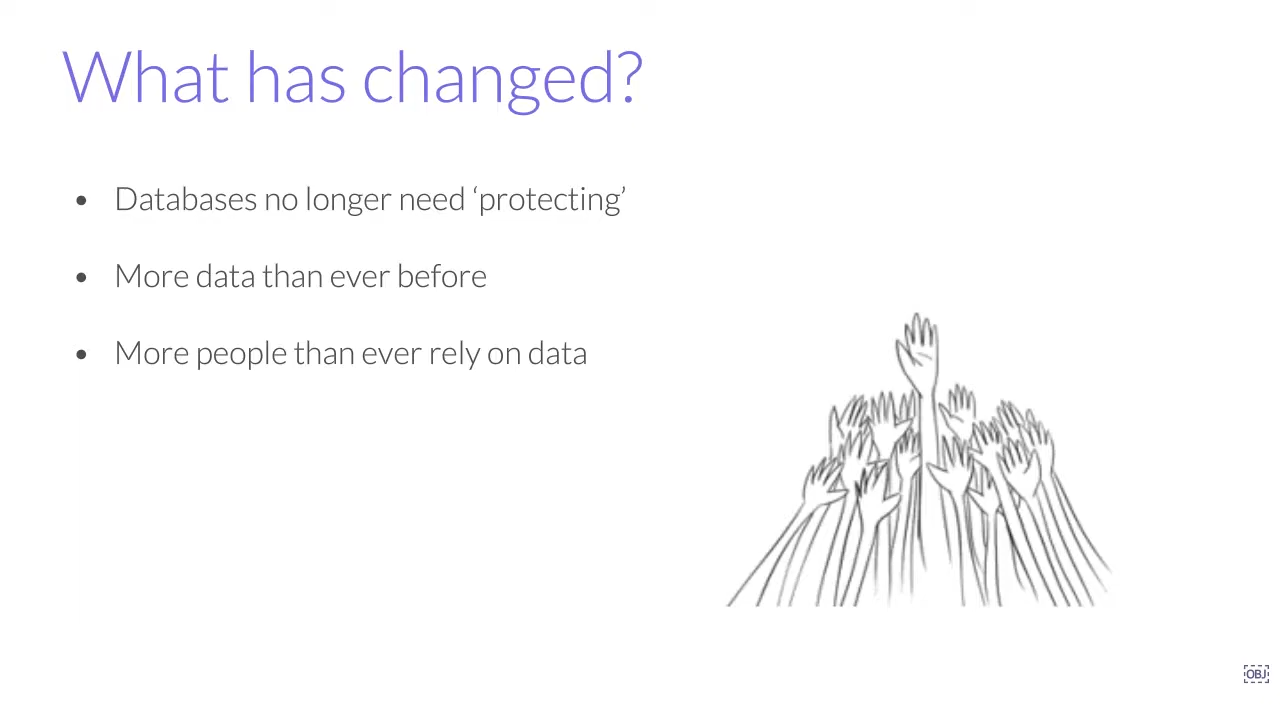 What has changed?
• Databases no longer need ‘protecting’
• More data than ever before
• More people than ever rely on data
OBJ